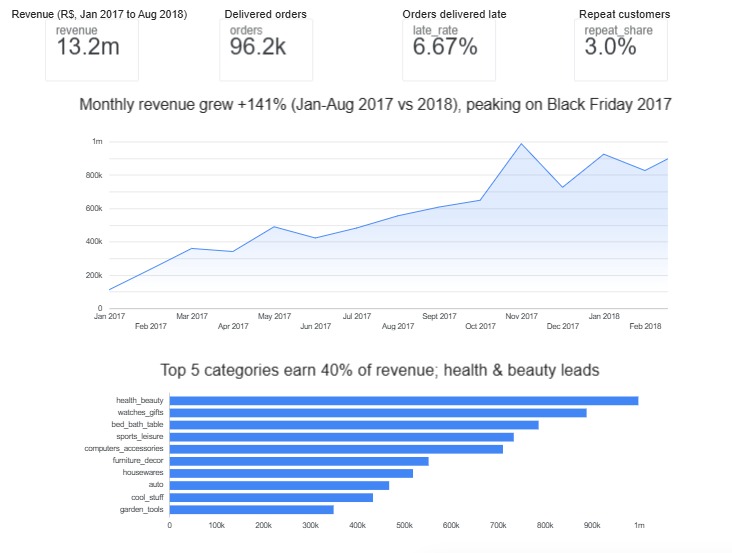 Revenue (R$, Jan 2017 to Aug 2018)
Delivered orders
Orders delivered late
Repeat customers
revenue
13.2m
orders
96.2k
late_rate
6.67%
repeat_share
3.0%
Monthly revenue grew +141% (Jan-Aug 2017 vs 2018), peaking on Black Friday 2017
1m
800k
600k
400k
200k
0
Jan 2017
Feb 2017
Mar 2017
Apr 2017
May 2017
Jun 2017
Jul 2017
Aug 2017
Sept 2017
Oct 2017
Nov 2017
Dec 2017
Jan 2018
Feb 2018
Top 5 categories earn 40% of revenue; health & beauty leads
health_beauty
watches_gifts
bed_bath_table
sports_leisure
computers_accessories
furniture_decor
housewares
auto
cool_stuff
garden_tools
0
100k
200k
300k
400k
500k
600k
700k
800k
900k
1m